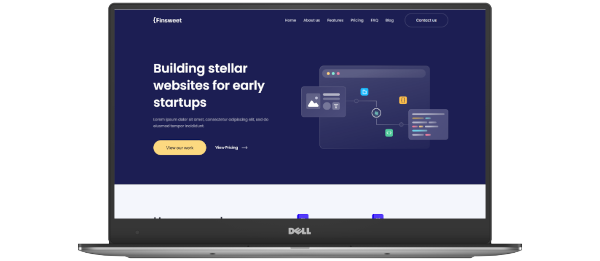 {Finsweet
Home About us Features Pricing FAQ Blog Contact us
Building stellar
websites for early
startups
Lorem ipsum dolor sit amet, consectetur adipiscing elit, sed do
eiusmod tempor incididunt.
View our work View Pricing
DELL